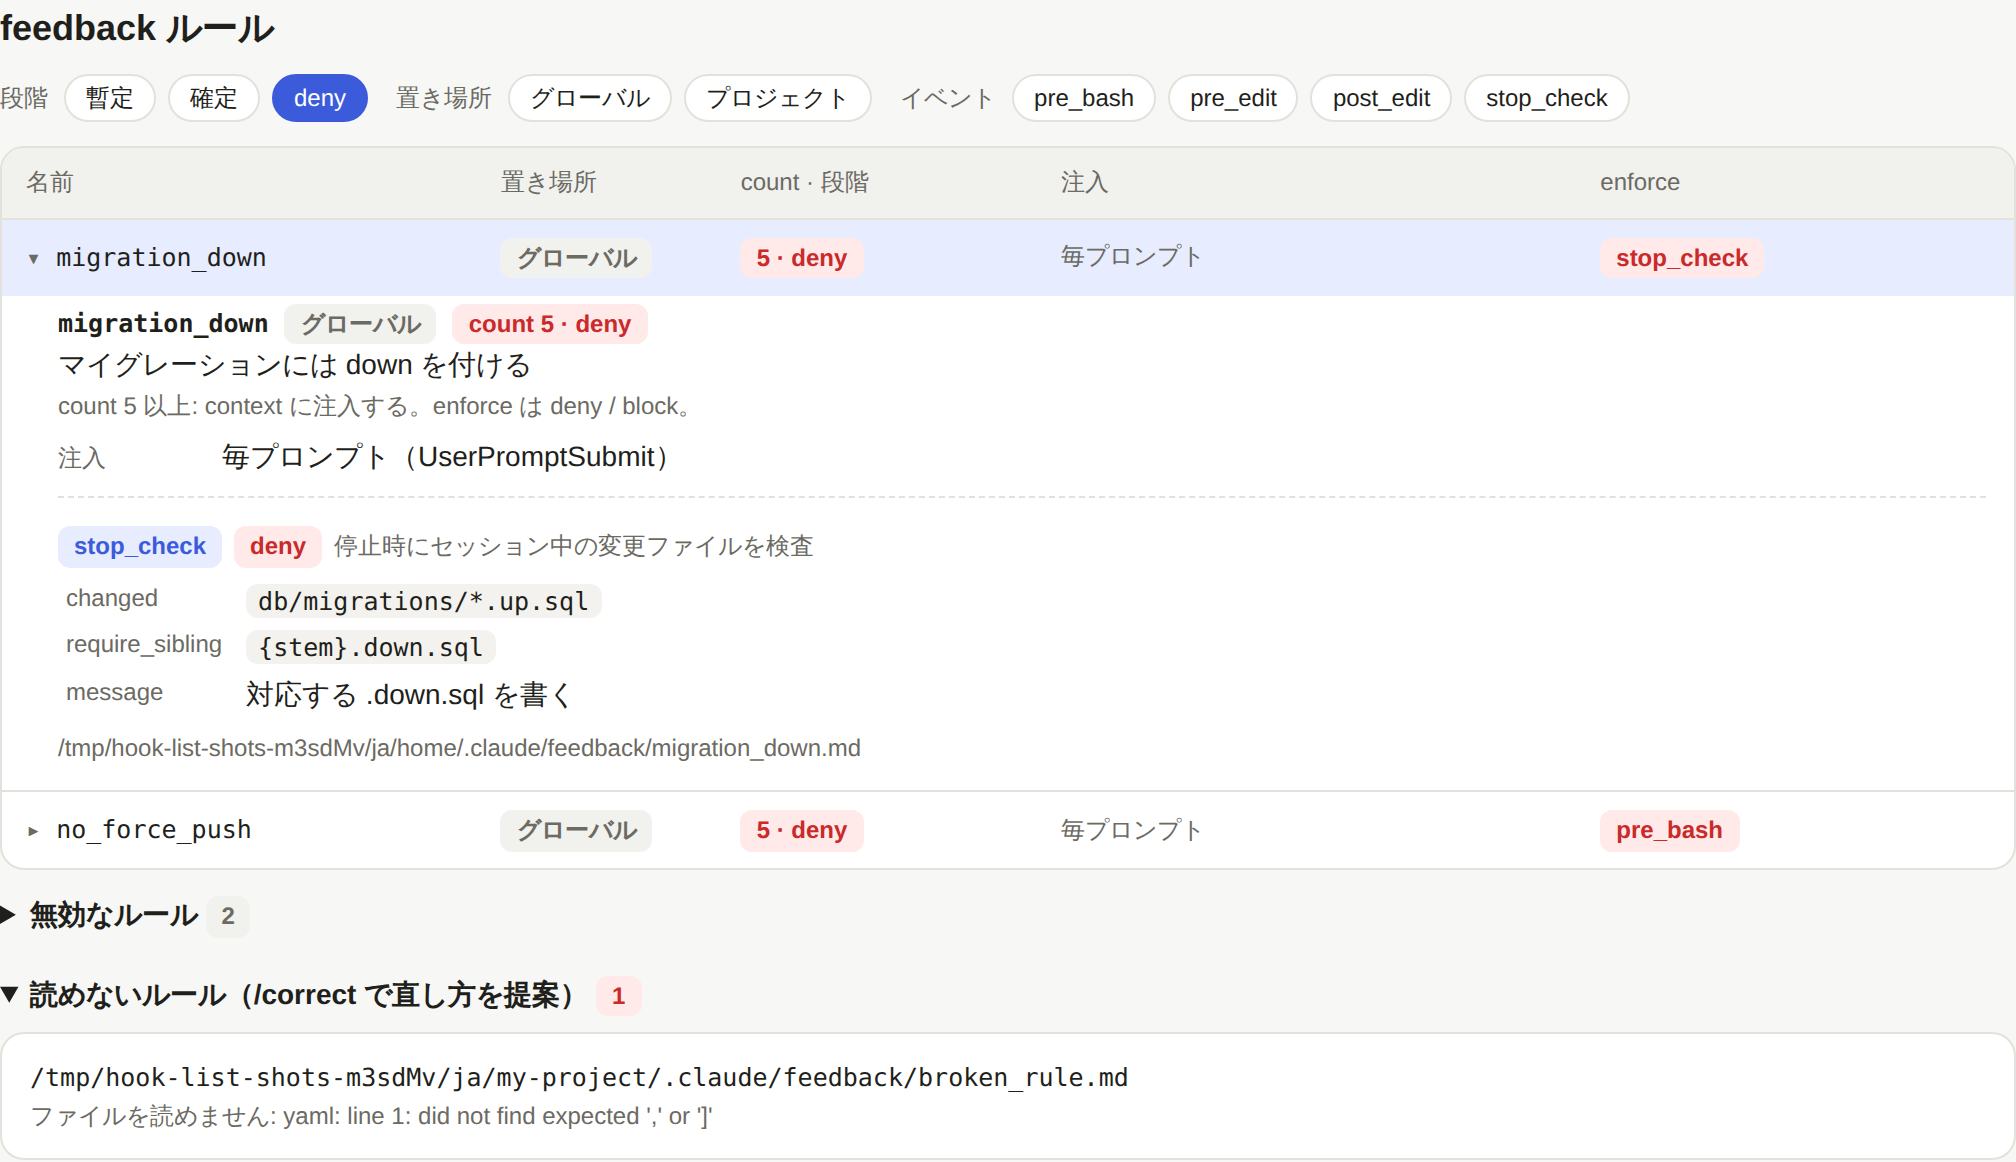 feedback ルール
段階 暫定 確定 deny 置き場所 グローバル プロジェクト イベント pre_bash pre_edit post_edit stop_check
名前 置き場所 count · 段階 注入 enforce
▼ migration_down グローバル 5 · deny 毎プロンプト stop_check
migration_down グローバル count 5 · deny
マイグレーションには down を付ける
count 5 以上: context に注入する。enforce は deny / block。
注入 毎プロンプト（UserPromptSubmit）
stop_check deny 停止時にセッション中の変更ファイルを検査
changed db/migrations/*.up.sql
require_sibling {stem}.down.sql
message 対応する .down.sql を書く
/tmp/hook-list-shots-m3sdMv/ja/home/.claude/feedback/migration_down.md
▶ no_force_push グローバル 5 · deny 毎プロンプト pre_bash
▶ 無効なルール 2
▼ 読めないルール（/correct で直し方を提案） 1
/tmp/hook-list-shots-m3sdMv/ja/my-project/.claude/feedback/broken_rule.md
ファイルを読めません: yaml: line 1: did not find expected ',' or ']'